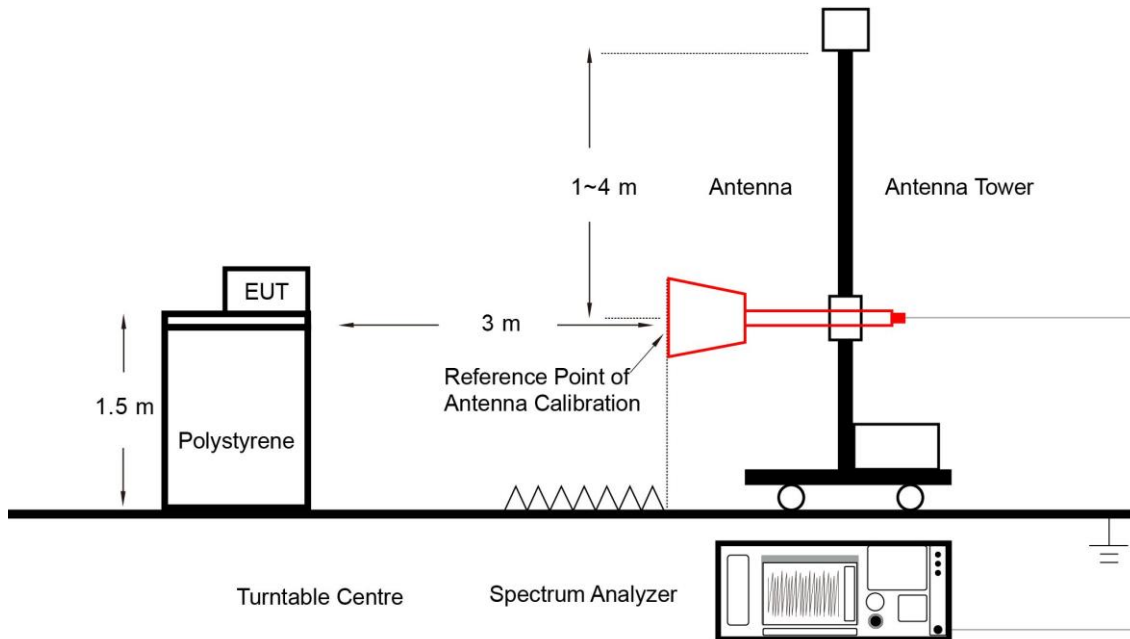 1~4 m
Antenna
Antenna Tower
EUT
3 m
Reference Point of
Antenna Calibration
1.5 m
Polystyrene
Turntable Centre
Spectrum Analyzer